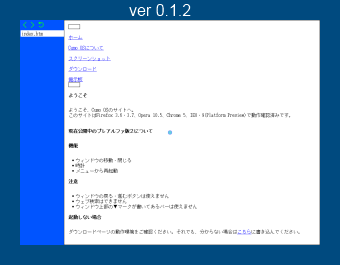 ver 0.1.2
index.htm
ホーム
Cumo OSについて
スクリーンショット
ダウンロード
掲示板
ようこそ
ようこそ、Cumo OSのサイトへ。
このサイトはFirefox 3.6・3.7、Opera 10.5、Chrome 5、IE8・9(Platform Preview)で動作確認済みです。
現在公開中のプレアルファ版2について
機能
・ウィンドウの移動・閉じる
・時計
・メニューから再起動
注意
・ウィンドウの戻る・進むボタンは使えません
・ウェブ検索はできません
・ウィンドウ上部の▼マークが書いてあるバーは使えません
起動しない場合
ダウンロードページの動作環境をご確認ください。それでも、分からない場合はこちらに書き込んでください。